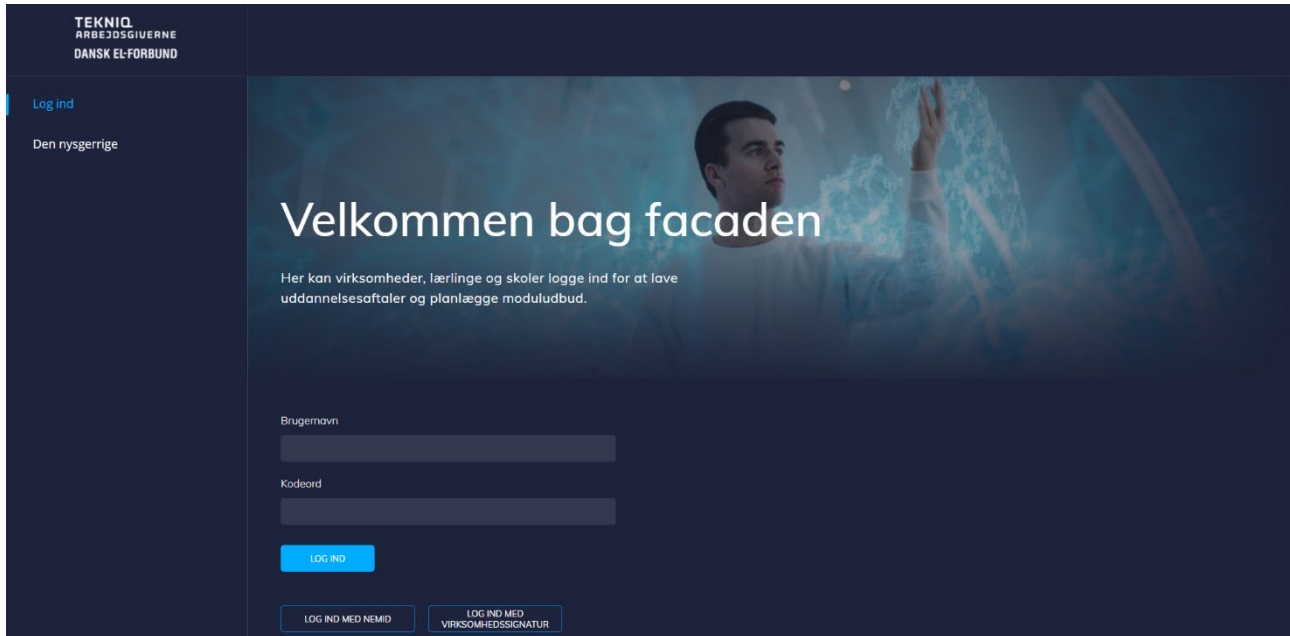 TEKNIQ
ARBEJDSGIVERNE
DANSK EL-FORBUND
Log ind
Den nysgerrige
Velkommen bag facaden
Her kan virksomheder, lærlinge og skoler logge ind for at lave
uddannelsesaftaler og planlægge moduludbud.
Brugernavn
Kodeord
LOG IND
LOG IND MED NEMID
LOG IND MED
VIRKSOMHEDSSIGNATUR